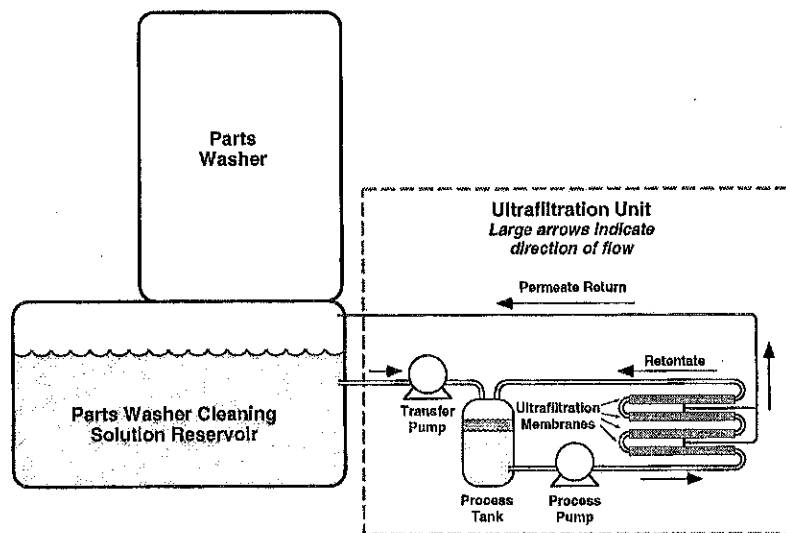 Parts
Washer
Ultrafiltration Unit
Large arrows indicate
direction of flow
Permeate Return
Retentate
Parts Washer Cleaning
Solution Reservoir
Transfer
Pump
Ultrafiltration
Membranes
Process
Tank
Process
Pump